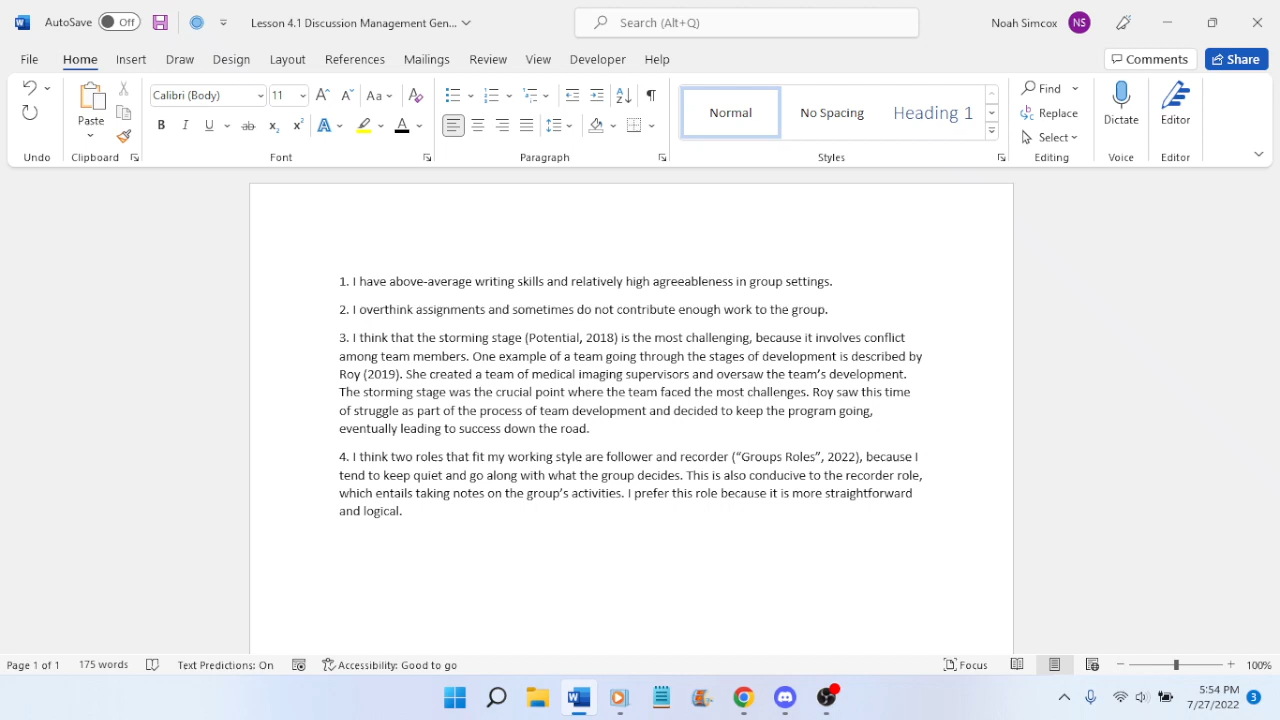 AutoSave Off Lesson 4.1 Discussion Management Gen... Search (Alt+Q) Noah Simcox NS
File Home Insert Draw Design Layout References Mailings Review View Developer Help Comments Share
Calibri (Body) 11 Aa Normal No Spacing Heading 1 Find
Paste Replace Dictate Editor
B I U ab x₂ x² A A Select
Undo Clipboard Font Paragraph Styles Editing Voice Editor
1. I have above-average writing skills and relatively high agreeableness in group settings.
2. I overthink assignments and sometimes do not contribute enough work to the group.
3. I think that the storming stage (Potential, 2018) is the most challenging, because it involves conflict
among team members. One example of a team going through the stages of development is described by
Roy (2019). She created a team of medical imaging supervisors and oversaw the team’s development.
The storming stage was the crucial point where the team faced the most challenges. Roy saw this time
of struggle as part of the process of team development and decided to keep the program going,
eventually leading to success down the road.
4. I think two roles that fit my working style are follower and recorder (“Groups Roles”, 2022), because I
tend to keep quiet and go along with what the group decides. This is also conducive to the recorder role,
which entails taking notes on the group’s activities. I prefer this role because it is more straightforward
and logical.
Page 1 of 1 175 words Text Predictions: On Accessibility: Good to go Focus 100%
5:54 PM
7/27/2022 3